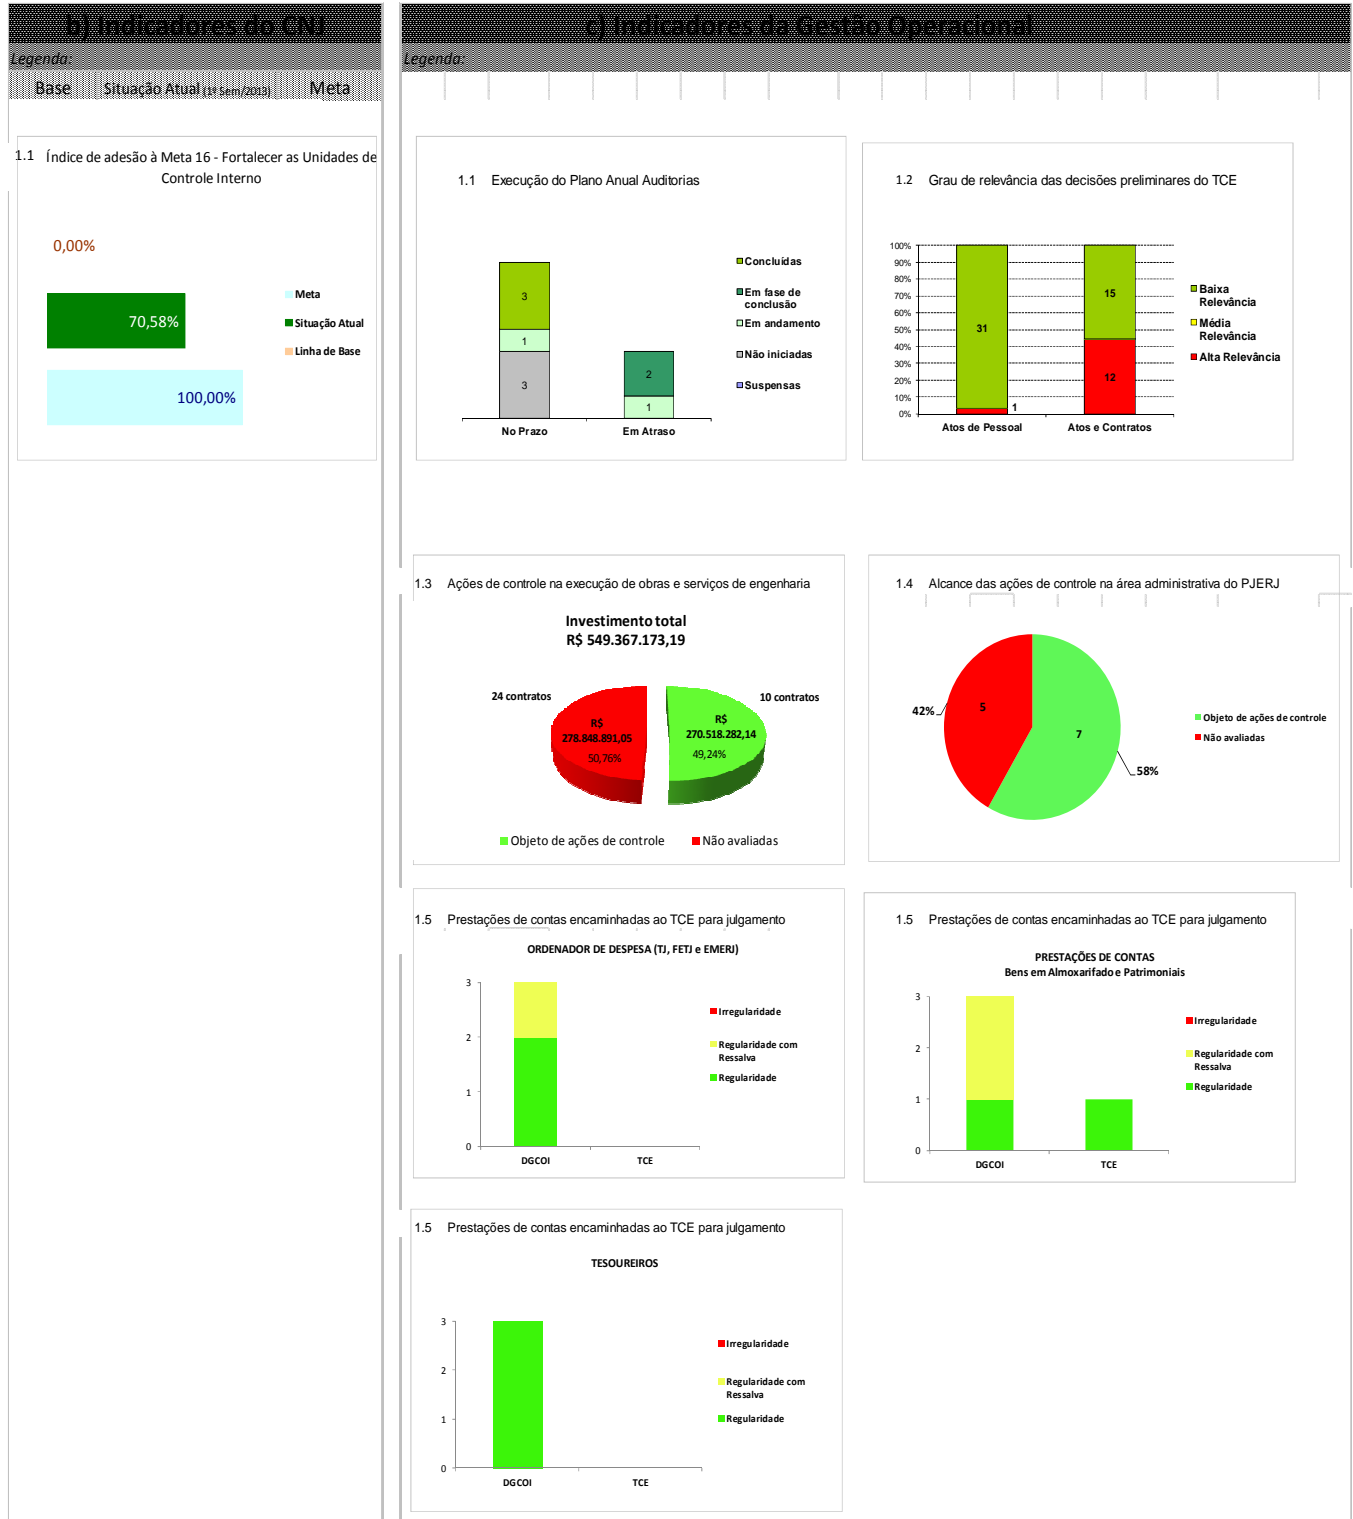 b) Indicadores do CNJ
Legenda:
Base Situação Atual (1º Sem/2013) Meta
1.1 Índice de adesão à Meta 16 - Fortalecer as Unidades de
Controle Interno
0,00%
70,58%
100,00%
Meta
Situação Atual
Linha de Base
c) Indicadores da Gestão Operacional
Legenda:
1.1 Execução do Plano Anual Auditorias
3
1
3
2
1
No Prazo
Em Atraso
Concluídas
Em fase de
conclusão
Em andamento
Não iniciadas
Suspensas
1.2 Grau de relevância das decisões preliminares do TCE
100%
90%
80%
70%
60%
50%
40%
30%
20%
10%
0%
31
1
15
12
Atos de Pessoal
Atos e Contratos
Baixa
Relevância
Média
Relevância
Alta Relevância
1.3 Ações de controle na execução de obras e serviços de engenharia
Investimento total
R$ 549.367.173,19
24 contratos
R$
278.848.891,05
50,76%
10 contratos
R$
270.518.282,14
49,24%
Objeto de ações de controle
Não avaliadas
1.4 Alcance das ações de controle na área administrativa do PJERJ
42%
5
7
58%
Objeto de ações de controle
Não avaliadas
1.5 Prestações de contas encaminhadas ao TCE para julgamento
ORDENADOR DE DESPESA (TJ, FETJ e EMERJ)
3
2
1
0
DGCOI
TCE
Irregularidade
Regularidade com
Ressalva
Regularidade
1.5 Prestações de contas encaminhadas ao TCE para julgamento
PRESTAÇÕES DE CONTAS
Bens em Almoxarifado e Patrimoniais
3
2
1
0
DGCOI
TCE
Irregularidade
Regularidade com
Ressalva
Regularidade
1.5 Prestações de contas encaminhadas ao TCE para julgamento
TESOUREIROS
3
2
1
0
DGCOI
TCE
Irregularidade
Regularidade com
Ressalva
Regularidade